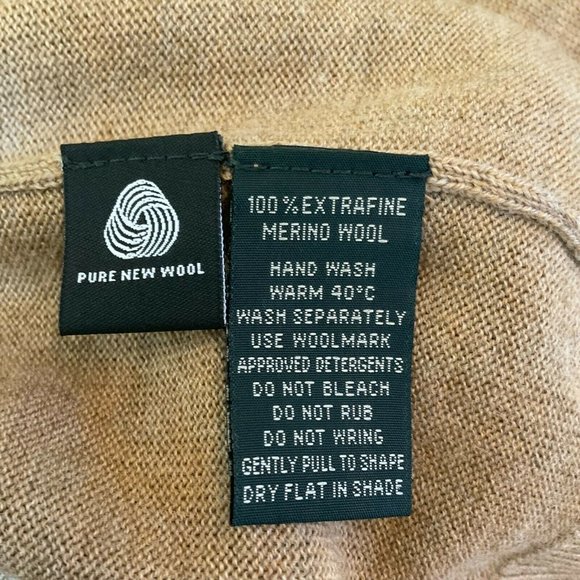 PURE NEW WOOL
100% EXTRAFINE
MERINO WOOL
HAND WASH
WARM 40°C
WASH SEPARATELY
USE WOOLMARK
APPROVED DETERGENTS
DO NOT BLEACH
DO NOT RUB
DO NOT WRING
GENTLY PULL TO SHAPE
DRY FLAT IN SHADE